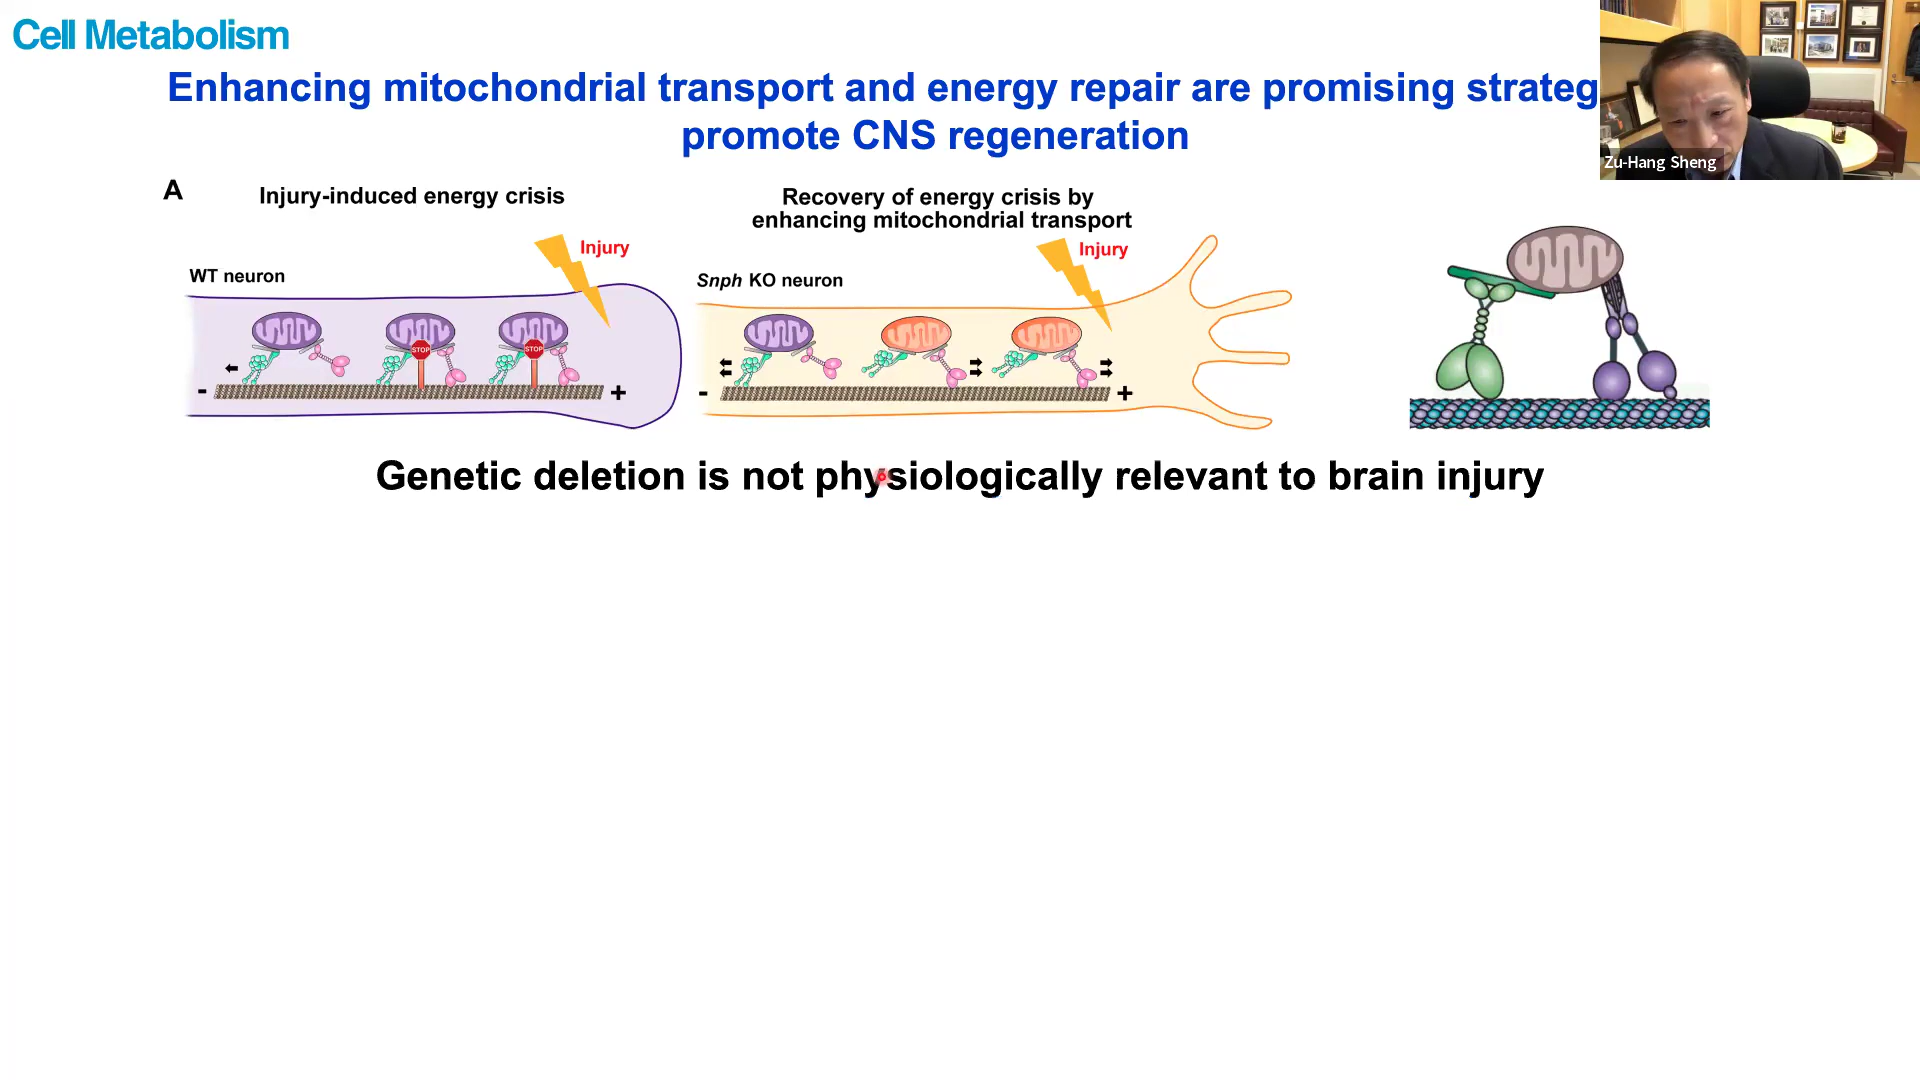 Cell Metabolism
Enhancing mitochondrial transport and energy repair are promising strateg
promote CNS regeneration
Zu-Hang Sheng
A
Injury-induced energy crisis
Recovery of energy crisis by
enhancing mitochondrial transport
Injury
Injury
WT neuron
Snph KO neuron
STOP
STOP
-
+
-
+
Genetic deletion is not physiologically relevant to brain injury